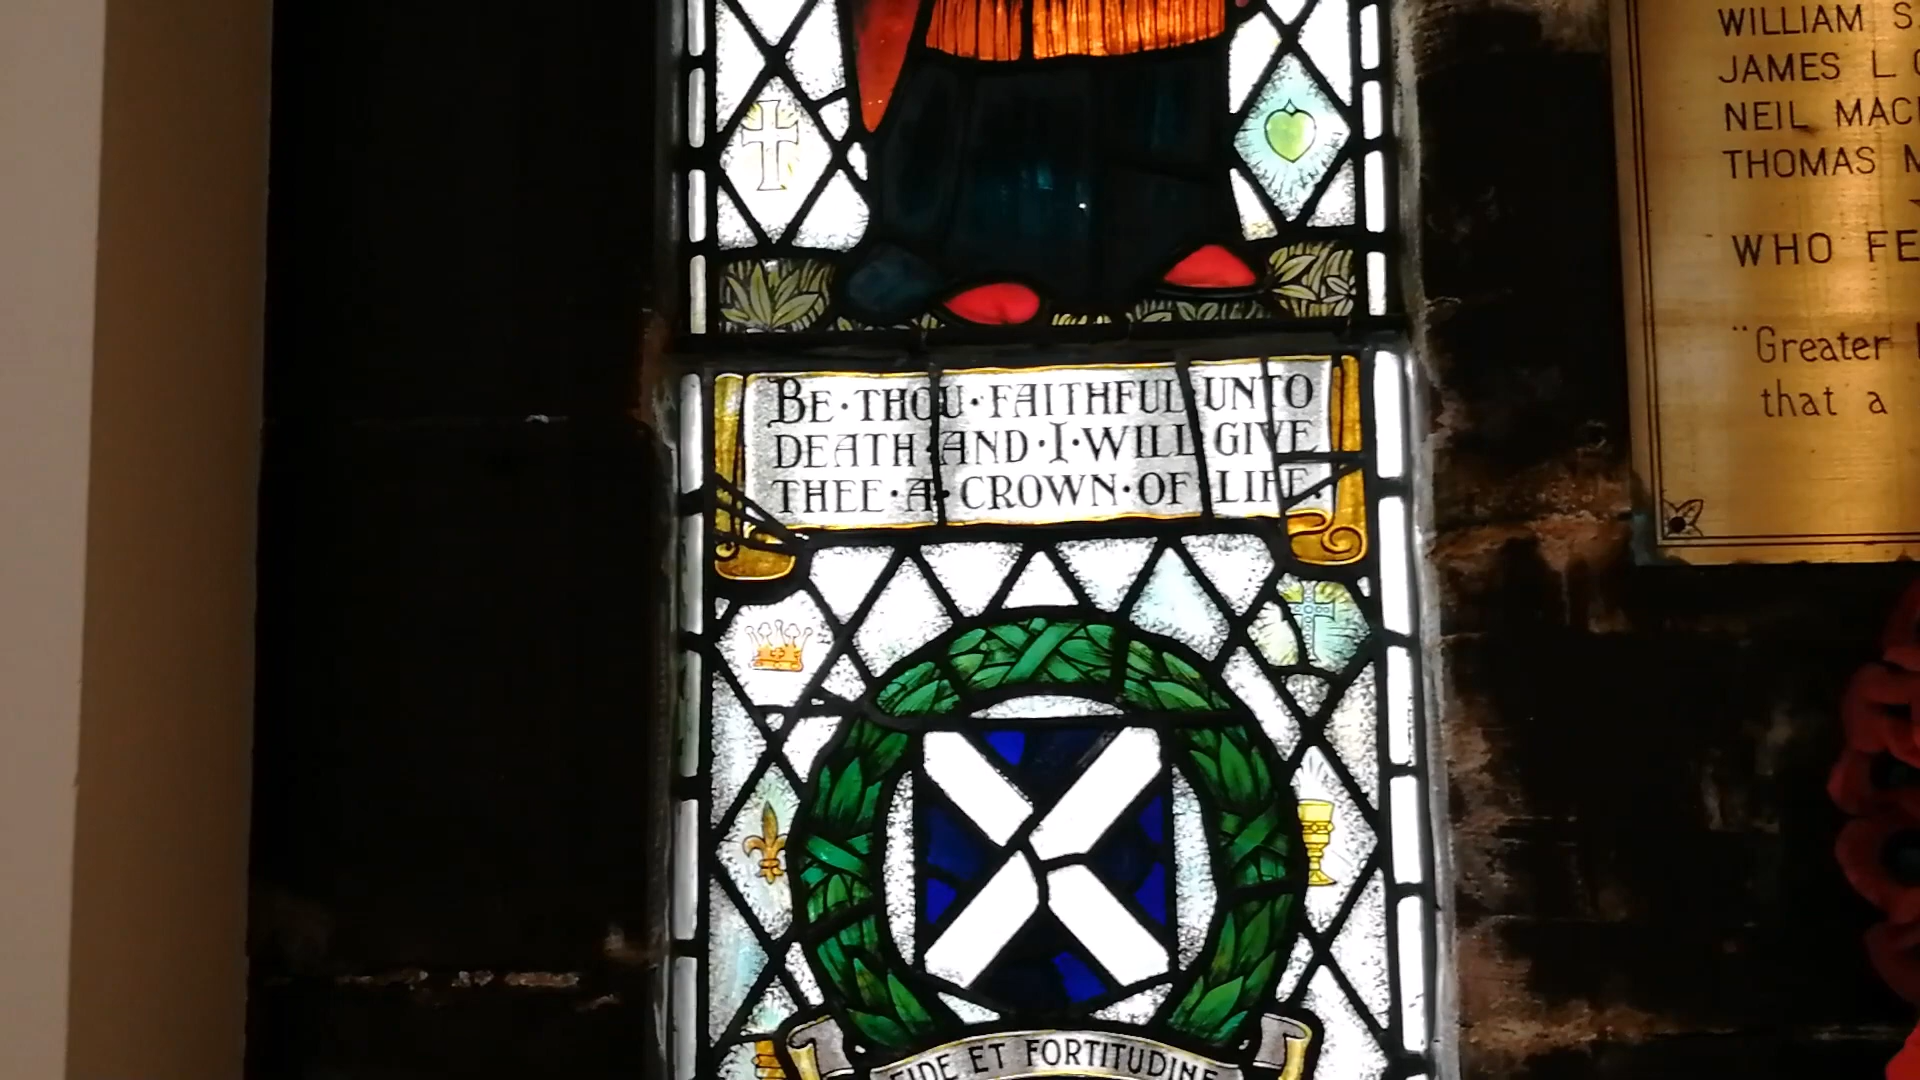 BE·THOU·FAITHFUL·UNTO
DEATH·AND·I·WILL GIVE
THEE·A·CROWN·OF·LIFE.
FIDE ET FORTITUDINE
WILLIAM S
JAMES L
NEIL
THOMAS
WHO
"Greater
that a